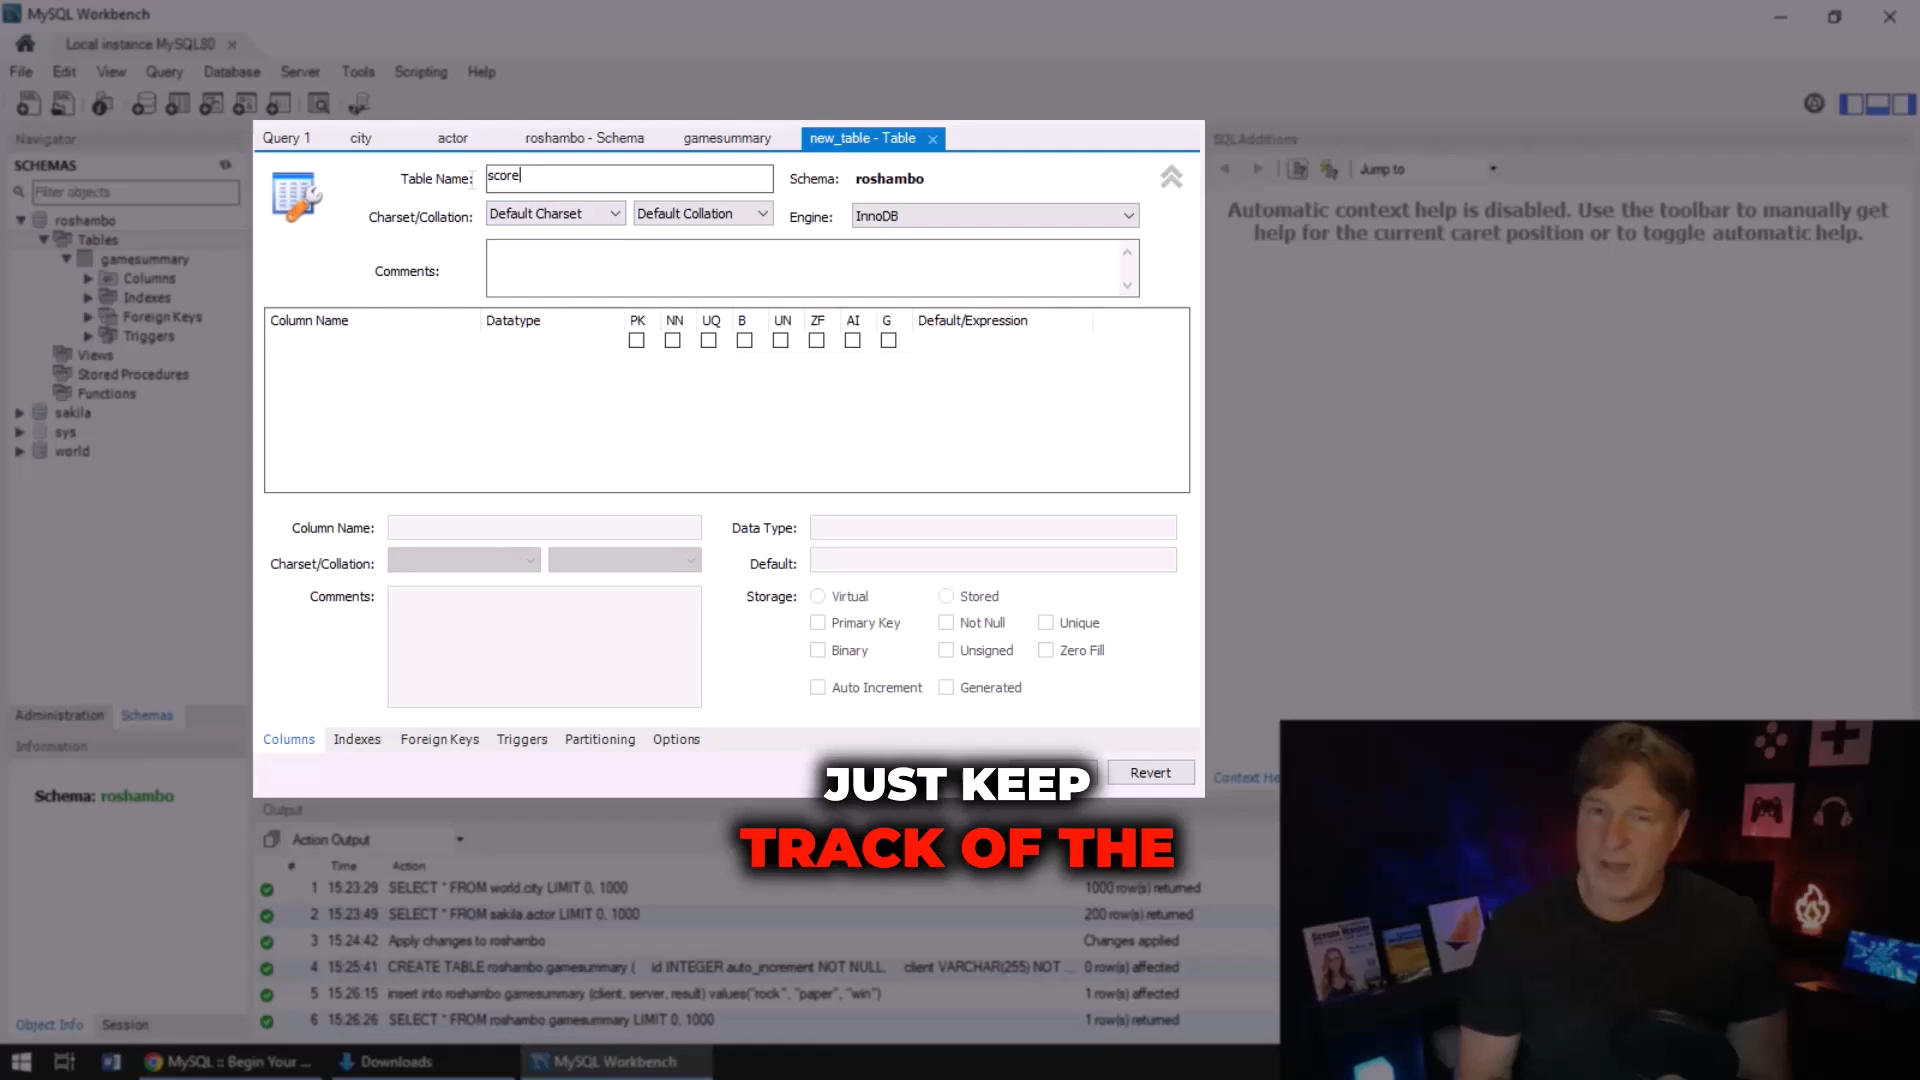 MySQL Workbench
Local instance MySQL80
File Edit View Query Database Server Tools Scripting Help
Navigator
SCHEMAS
Filter objects
roshambo
Tables
gamesummary
Columns
Indexes
Foreign Keys
Triggers
Views
Stored Procedures
Functions
sakila
sys
world
Administration Schemas
Information
Schema: roshambo
Object Info Session
Query 1 city actor roshambo - Schema gamesummary new_table - Table
Table Name: score Schema: roshambo
Charset/Collation: Default Charset Default Collation Engine: InnoDB
Comments:
Column Name Datatype PK NN UQ B UN ZF AI G Default/Expression
Column Name: Data Type:
Charset/Collation: Default:
Comments: Storage: Virtual Stored
Primary Key Not Null Unique
Binary Unsigned Zero Fill
Auto Increment Generated
Columns Indexes Foreign Keys Triggers Partitioning Options
Revert
JUST KEEP
TRACK OF THE
SQLAdditions
Jump to
Automatic context help is disabled. Use the toolbar to manually get
help for the current caret position or to toggle automatic help.
Context He
Output
Action Output
# Time Action
1 15:23:29 SELECT * FROM world.city LIMIT 0, 1000 1000 row(s) returned
2 15:23:49 SELECT * FROM sakila.actor LIMIT 0, 1000 200 row(s) returned
3 15:24:42 Apply changes to roshambo Changes applied
4 15:25:41 CREATE TABLE roshambo.gamesummary ( id INTEGER auto_increment NOT NULL, client VARCHAR(255) NOT ... 0 row(s) affected
5 15:26:15 insert into roshambo.gamesummary (client, server, result) values("rock", "paper", "win") 1 row(s) affected
6 15:26:26 SELECT * FROM roshambo.gamesummary LIMIT 0, 1000 1 row(s) returned
MySQL :: Begin Your ... Downloads MySQL Workbench